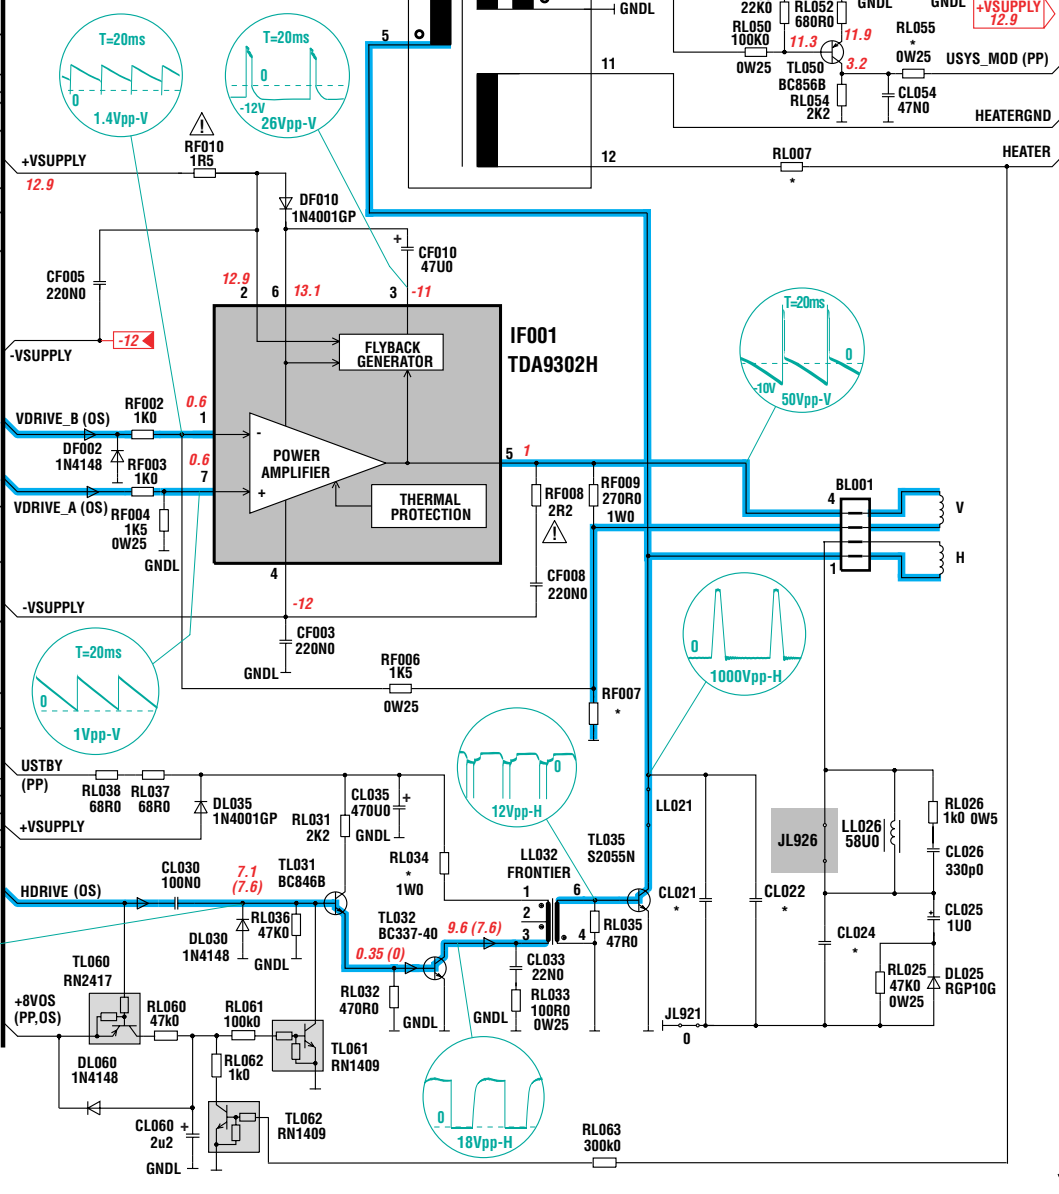 GNDL
22K0
RL052
680R0
GNDL
GNDL
+VSUPPLY
12.9
RL050
100K0
0W25
11.3
11.9
3.2
TL050
BC856B
RL054
2K2
RL055
*
0W25
USYS_MOD (PP)
CL054
47N0
HEATERGND
HEATER
5
11
12
RL007
*
T=20ms
0
1.4Vpp-V
T=20ms
0
-12V
26Vpp-V
RF010
1R5
+VSUPPLY
12.9
DF010
1N4001GP
+
CF010
47U0
CF005
220N0
12.9
2
6
13.1
3
-11
-12
-VSUPPLY
FLYBACK
GENERATOR
IF001
TDA9302H
T=20ms
0
-10V
50Vpp-V
VDRIVE_B (OS)
RF002
1K0
0.6
1
DF002
1N4148
RF003
1K0
0.6
7
VDRIVE_A (OS)
RF004
1K5
0W25
GNDL
-
+
POWER
AMPLIFIER
THERMAL
PROTECTION
5
1
RF008
2R2
RF009
270R0
1W0
BL001
4
1
V
H
4
-12
CF008
220N0
-VSUPPLY
CF003
220N0
GNDL
T=20ms
0
1Vpp-V
RF006
1K5
0W25
RF007
*
0
1000Vpp-H
USTBY
(PP)
RL038
68R0
RL037
68R0
DL035
1N4001GP
+VSUPPLY
RL031
2K2
CL035
470U0
+
GNDL
0
12Vpp-H
LL021
TL035
S2055N
RL034
*
1W0
LL032
FRONTIER
1
2
3
6
4
JL926
LL026
58U0
RL026
1k0 0W5
CL026
330p0
CL025
1U0
+
HDRIVE (OS)
CL030
100N0
7.1
(7.6)
TL031
BC846B
RL036
47K0
DL030
1N4148
GNDL
TL032
BC337-40
0.35 (0)
9.6 (7.6)
RL032
470R0
GNDL
CL033
22N0
RL033
100R0
0W25
GNDL
RL035
47R0
CL021
*
CL022
*
CL024
*
RL025
47K0
0W25
DL025
RGP10G
JL921
0
TL060
RN2417
+8VOS
(PP,OS)
RL060
47k0
RL061
100k0
DL060
1N4148
RL062
1k0
TL061
RN1409
TL062
RN1409
CL060
2u2
+
GNDL
0
18Vpp-H
RL063
300k0